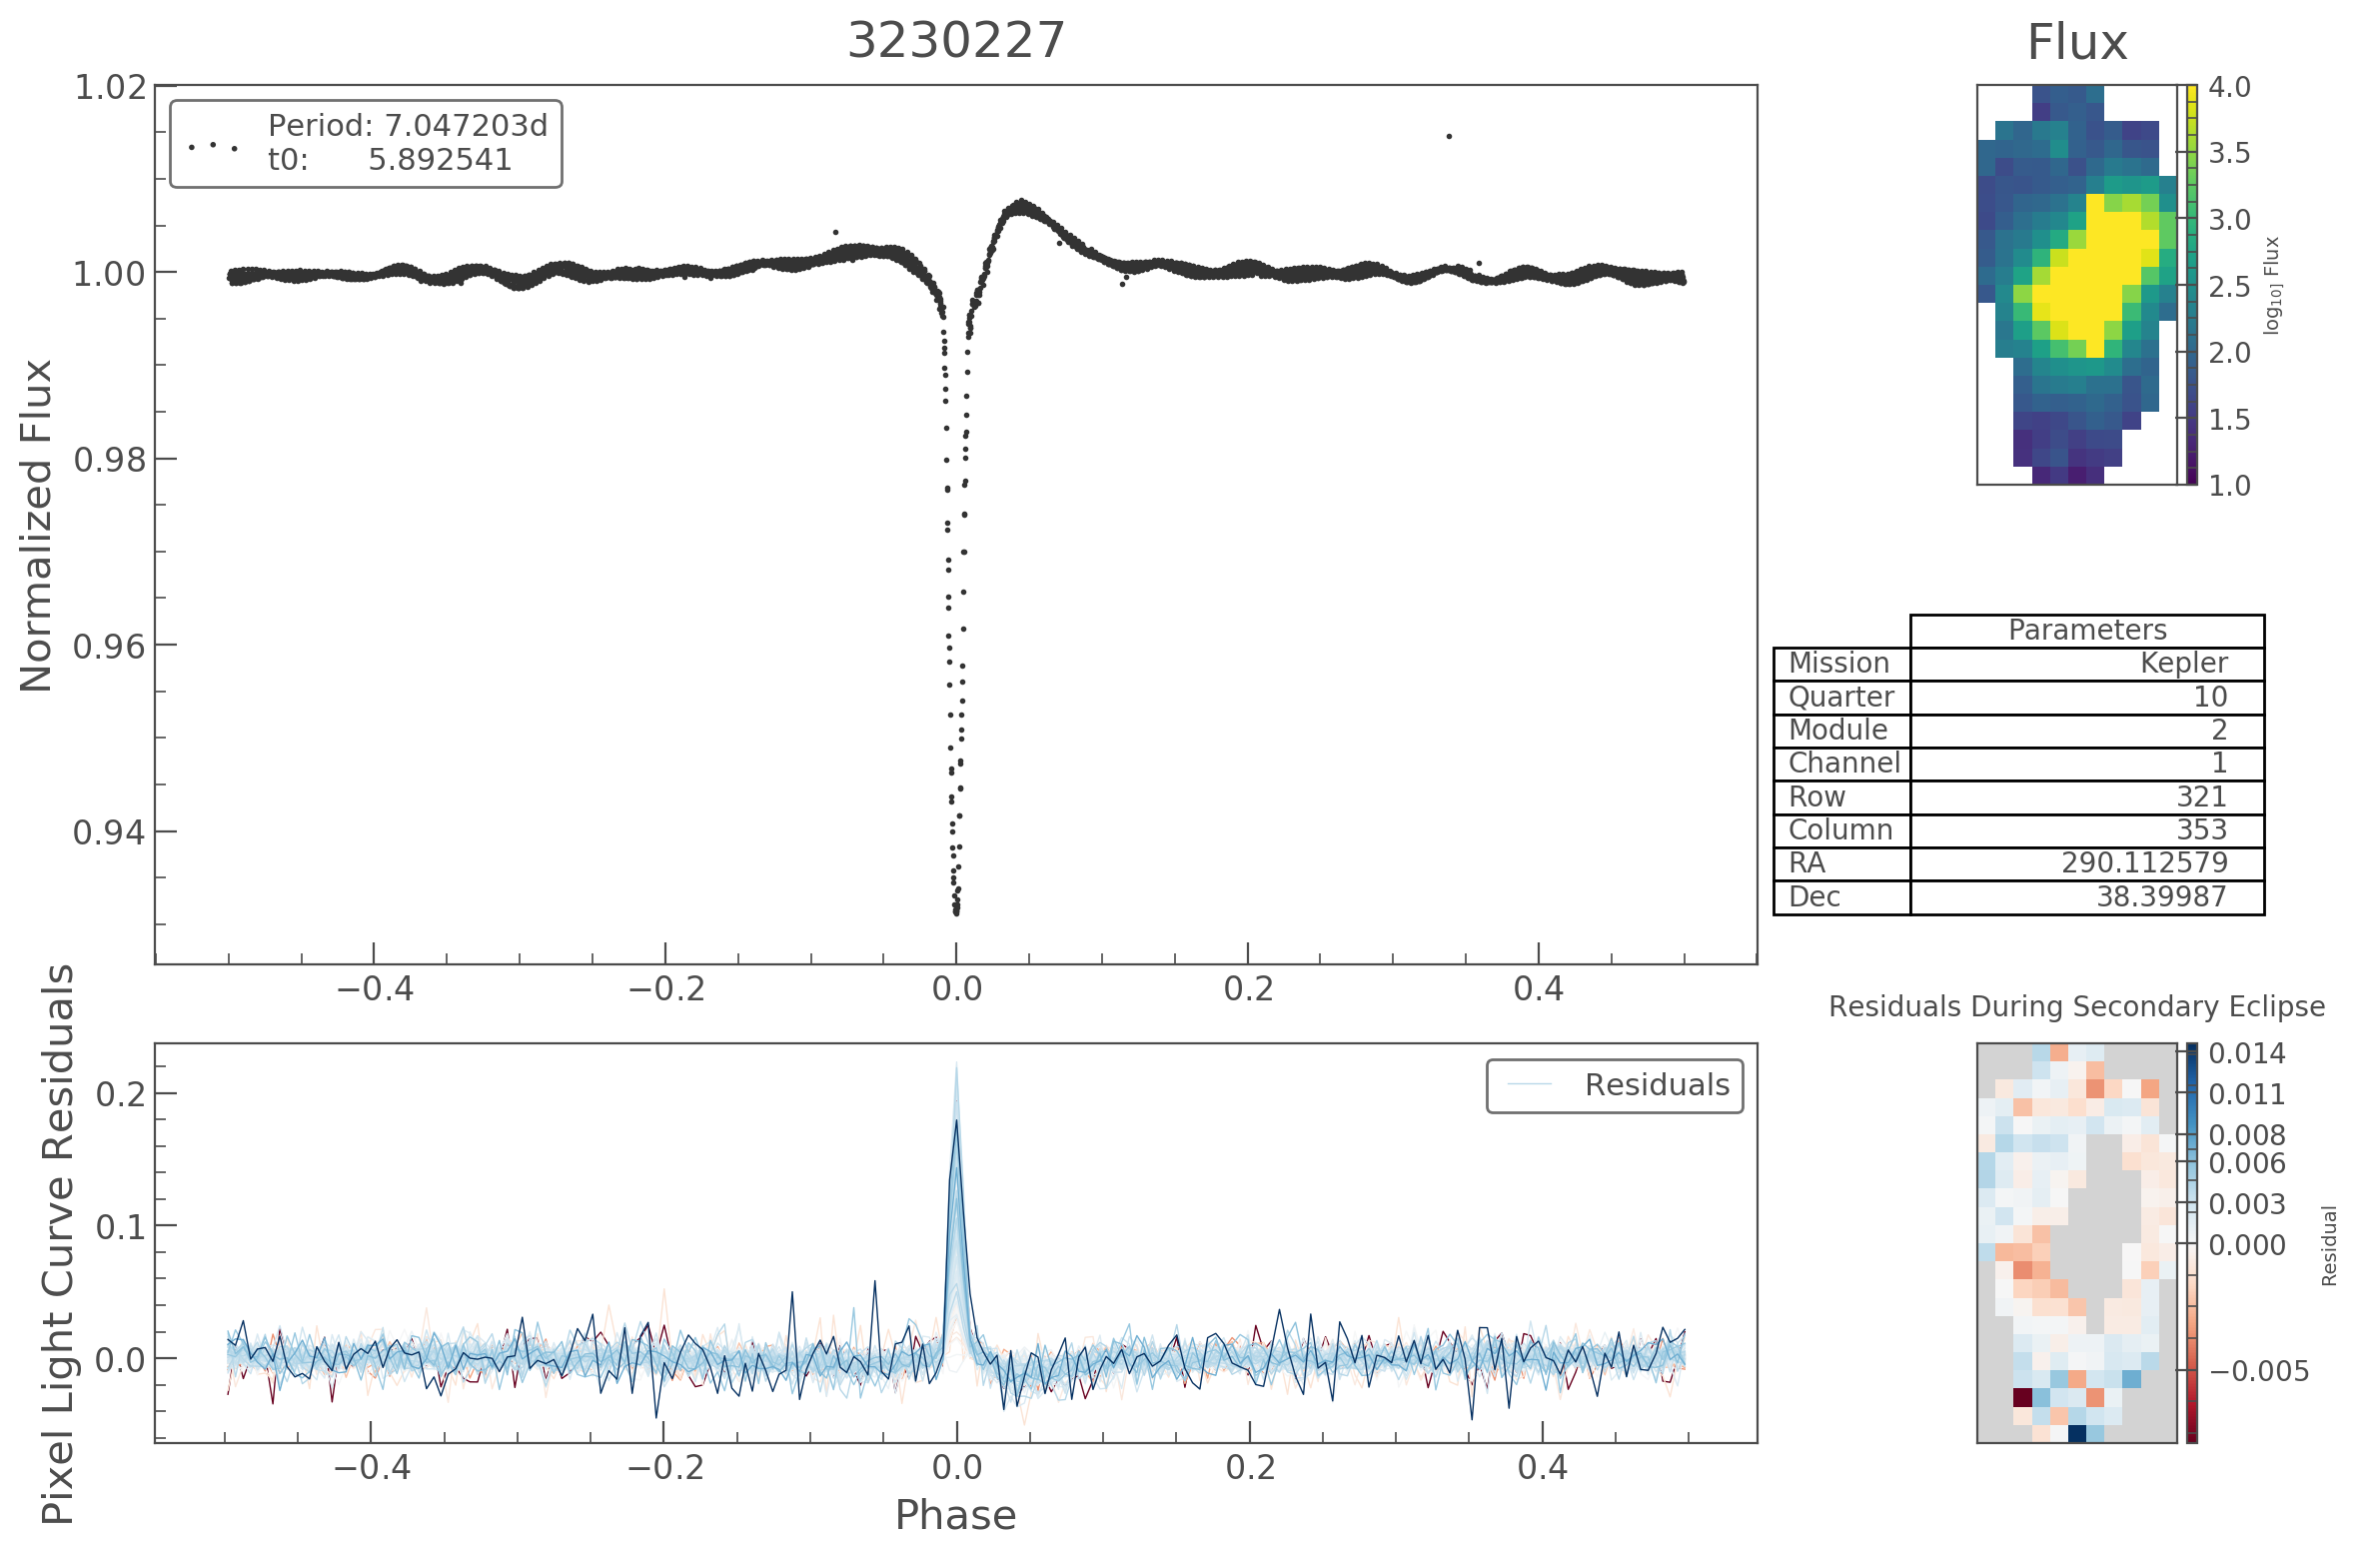 3230227
Flux
Period: 7.047203d
t0: 5.892541
Normalized Flux
1.02
1.00
0.98
0.96
0.94
−0.4
−0.2
0.0
0.2
0.4
4.0
3.5
3.0
2.5
2.0
1.5
1.0
log10] Flux
Parameters
Mission Kepler
Quarter 10
Module 2
Channel 1
Row 321
Column 353
RA 290.112579
Dec 38.39987
Pixel Light Curve Residuals
0.2
0.1
0.0
Residuals
−0.4
−0.2
0.0
0.2
0.4
Phase
Residuals During Secondary Eclipse
0.014
0.011
0.008
0.006
0.003
0.000
−0.005
Residual